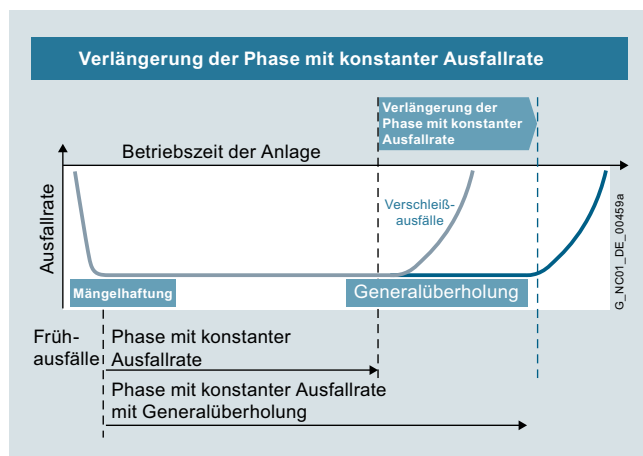 Verlängerung der Phase mit konstanter Ausfallrate
Verlängerung der
Phase mit konstanter
Ausfallrate
Betriebszeit der Anlage
Ausfallrate
Verschleiß-
ausfälle
Mängelhaftung
Generalüberholung
G_NC01_DE_00459a
Früh-
ausfälle
Phase mit konstanter
Ausfallrate
Phase mit konstanter Ausfallrate
mit Generalüberholung